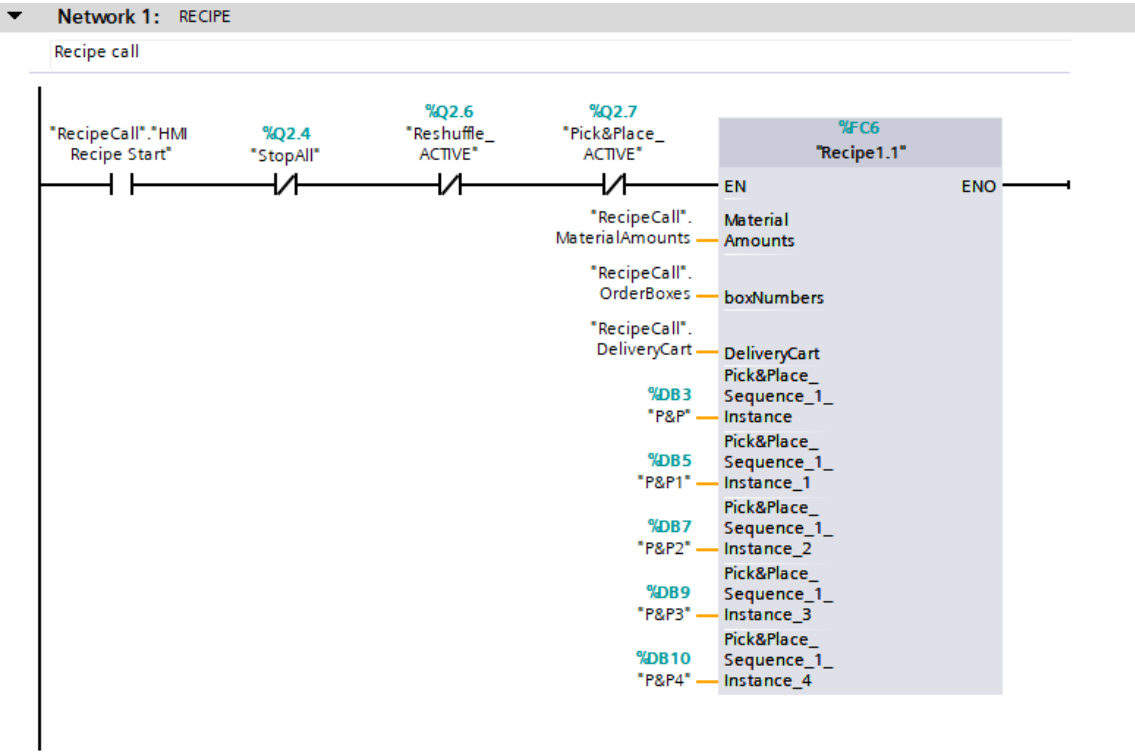 Network 1: RECIPE
Recipe call
"RecipeCall"."HMI
Recipe Start"
%Q2.4
"StopAll"
%Q2.6
"Reshuffle_
ACTIVE"
%Q2.7
"Pick&Place_
ACTIVE"
%FC6
"Recipe1.1"
EN
ENO
"RecipeCall".
MaterialAmounts
Material
Amounts
"RecipeCall".
OrderBoxes
boxNumbers
"RecipeCall".
DeliveryCart
DeliveryCart
%DB3
"P&P"
Pick&Place_
Sequence_1_
Instance
%DB5
"P&P1"
Pick&Place_
Sequence_1_
Instance_1
%DB7
"P&P2"
Pick&Place_
Sequence_1_
Instance_2
%DB9
"P&P3"
Pick&Place_
Sequence_1_
Instance_3
%DB10
"P&P4"
Pick&Place_
Sequence_1_
Instance_4